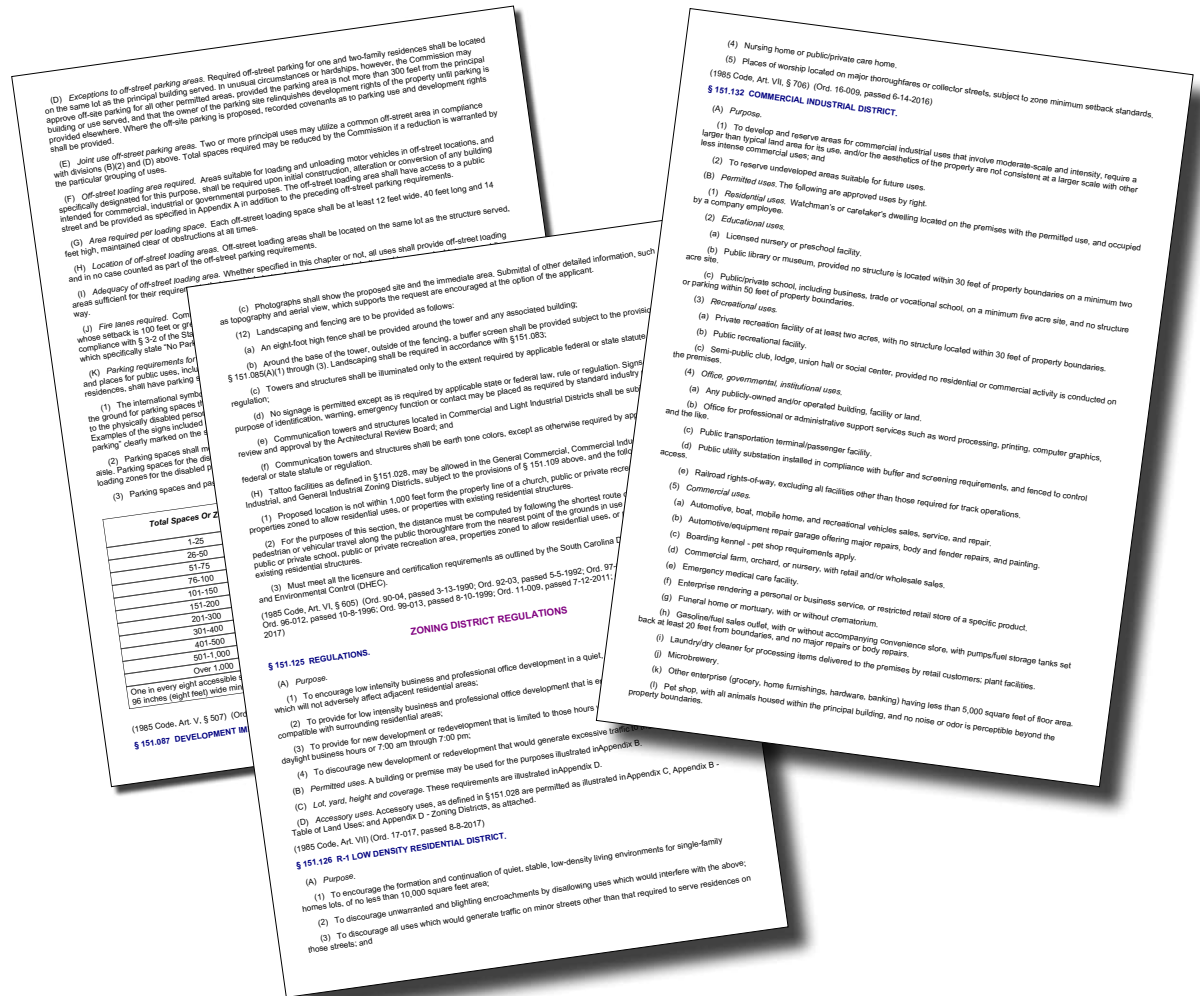 (D) Exceptions to off-street parking areas. Required off-street parking for one and two-family residences shall be located
on the same lot as the principal building served. In unusual circumstances or hardships, however, the Commission may
approve off-site parking for all other permitted areas, provided the parking area is not more than 300 feet from the principal
building or use served, and that the owner of the parking site relinquishes development rights of the property until parking is
provided elsewhere. Where the off-site parking is proposed, recorded covenants as to parking use and development rights
shall be provided.
(E) Joint use off-street parking areas. Two or more principal uses may utilize a common off-street area in compliance
with divisions (B)(2) and (D) above. Total spaces required may be reduced by the Commission if a reduction is warranted by
the particular grouping of uses.
(F) Off-street loading area required. Areas suitable for loading and unloading motor vehicles in off-street locations, and
specifically designated for this purpose, shall be required upon initial construction, alteration or conversion of any building
intended for commercial, industrial or governmental purposes. The off-street loading area shall have access to a public
street and be provided as specified in Appendix A in addition to the preceding off-street parking requirements.
(G) Area required per loading space. Each off-street loading space shall be at least 12 feet wide, 40 feet long and 14
feet high, maintained clear of obstructions at all times.
(H) Location of off-street loading areas. Off-street loading areas shall be located on the same lot as the structure served,
and in no case counted as part of the off-street parking requirements.
(I) Adequacy of off-street loading area. Whether specified in this chapter or not, all uses shall provide off-street loading
areas sufficient for their
way.
(J) Fire lanes required.
whose setback is 100 feet or
compliance with § 3-2 of the
which specifically state "No
(K) Parking requirements for
and places for public uses,
residences, shall have parking
(1) The international
the ground for parking spaces
to the physically disabled
Examples of the signs included
parking" clearly marked on the
(2) Parking spaces shall
aisle. Parking spaces for the
loading zones for the disabled
(3) Parking spaces and
Total Spaces Or
1-25
26-50
51-75
76-100
101-150
151-200
201-300
301-400
401-500
501-1,000
Over 1,000
One in every eight accessible
96 inches (eight feet) wide
(1985 Code, Art. V, § 507)
§ 151.087 DEVELOPMENT
(c) Photographs shall show the proposed site and the immediate area. Submittal of other detailed information, such
as topography and aerial view, which supports the request are encouraged at the option of the applicant.
(12) Landscaping and fencing are to be provided as follows:
(a) An eight-foot high fence shall be provided around the tower and any associated building;
(b) Around the base of the tower, outside of the fencing, a buffer screen shall be provided subject to the
§ 151.085(A)(1) through (3). Landscaping shall be required in accordance with §151.083;
(c) Towers and structures shall be illuminated only to the extent required by applicable federal or state statute
regulation;
(d) No signage is permitted except as is required by applicable state or federal law, rule or regulation. Signs
purpose of identification, warning, emergency function or contact may be placed as required by standard industry
(e) Communication towers and structures located in Commercial and Light Industrial Districts shall be
review and approval by the Architectural Review Board; and
(f) Communication towers and structures shall be earth tone colors, except as otherwise required by
federal or state statute or regulation.
(H) Tattoo facilities as defined in §151.028, may be allowed in the General Commercial, Commercial
Industrial, and General Industrial Zoning Districts, subject to the provisions of § 151.109 above, and the
(1) Proposed location is not within 1,000 feet form the property line of a church, public or private
properties zoned to allow residential uses, or properties with existing residential structures.
(2) For the purposes of this section, the distance must be computed by following the shortest route
pedestrian or vehicular travel along the public thoroughfare from the nearest point of the grounds in use
public or private school, public or private recreation area, properties zoned to allow residential uses, or
existing residential structures.
(3) Must meet all the licensure and certification requirements as outlined by the South Carolina
and Environmental Control (DHEC).
(1985 Code, Art. VI, § 605) (Ord. 90-04, passed 3-13-1990; Ord. 92-03, passed 5-5-1992; Ord.
Ord. 96-012, passed 10-8-1996; Ord. 99-013, passed 8-10-1999; Ord. 11-009, passed 7-12-2011;
2017)
ZONING DISTRICT REGULATIONS
§ 151.125 REGULATIONS.
(A) Purpose.
(1) To encourage low intensity business and professional office development in a quiet,
which will not adversely affect adjacent residential areas;
(2) To provide for low intensity business and professional office development that is
compatible with surrounding residential areas;
(3) To provide for new development or redevelopment that is limited to those hours
daylight business hours or 7:00 am through 7:00 pm;
(4) To discourage new development or redevelopment that would generate excessive traffic
(B) Permitted uses. A building or premise may be used for the purposes illustrated inAppendix B.
(C) Lot, yard, height and coverage. These requirements are illustrated inAppendix D.
(D) Accessory uses. Accessory uses, as defined in §151.028 are permitted as illustrated inAppendix C, Appendix B -
Table of Land Uses; and Appendix D - Zoning Districts, as attached.
(1985 Code, Art. VII) (Ord. 17-017, passed 8-8-2017)
§ 151.126 R-1 LOW DENSITY RESIDENTIAL DISTRICT.
(A) Purpose.
(1) To encourage the formation and continuation of quiet, stable, low-density living environments for single-family
homes lots, of no less than 10,000 square feet area;
(2) To discourage unwarranted and blighting encroachments by disallowing uses which would interfere with the above;
(3) To discourage all uses which would generate traffic on minor streets other than that required to serve residences on
those streets; and
(4) Nursing home or public/private care home.
(5) Places of worship located on major thoroughfares or collector streets, subject to zone minimum setback standards.
(1985 Code, Art. VII, § 706) (Ord. 16-009, passed 6-14-2016)
§ 151.132 COMMERCIAL INDUSTRIAL DISTRICT.
(A) Purpose.
(1) To develop and reserve areas for commercial industrial uses that involve moderate-scale and intensity, require a
larger than typical land area for its use, and/or the aesthetics of the property are not consistent at a larger scale with other
less intense commercial uses; and
(2) To reserve undeveloped areas suitable for future uses.
(B) Permitted uses. The following are approved uses by right.
(1) Residential uses. Watchman's or caretaker's dwelling located on the premises with the permitted use, and occupied
by a company employee.
(2) Educational uses.
(a) Licensed nursery or preschool facility.
(b) Public library or museum, provided no structure is located within 30 feet of property boundaries on a minimum two
acre site.
(c) Public/private school, including business, trade or vocational school, on a minimum five acre site, and no structure
or parking within 50 feet of property boundaries.
(3) Recreational uses.
(a) Private recreation facility of at least two acres, with no structure located within 30 feet of property boundaries.
(b) Public recreational facility.
(c) Semi-public club, lodge, union hall or social center, provided no residential or commercial activity is conducted on
the premises.
(4) Office, governmental, institutional uses.
(a) Any publicly-owned and/or operated building, facility or land.
(b) Office for professional or administrative support services such as word processing, printing, computer graphics,
and the like.
(c) Public transportation terminal/passenger facility.
(d) Public utility substation installed in compliance with buffer and screening requirements, and fenced to control
access.
(e) Railroad rights-of-way, excluding all facilities other than those required for track operations.
(5) Commercial uses.
(a) Automotive, boat, mobile home, and recreational vehicles sales, service, and repair.
(b) Automotive/equipment repair garage offering major repairs, body and fender repairs, and painting.
(c) Boarding kennel - pet shop requirements apply.
(d) Commercial farm, orchard, or nursery, with retail and/or wholesale sales.
(e) Emergency medical care facility.
(f) Enterprise rendering a personal or business service, or restricted retail store of a specific product.
(g) Funeral home or mortuary, with or without crematorium.
(h) Gasoline/fuel sales outlet, with or without accompanying convenience store, with pumps/fuel storage tanks set
back at least 20 feet from boundaries, and no major repairs or body repairs.
(i) Laundry/dry cleaner for processing items delivered to the premises by retail customers; plant facilities.
(j) Microbrewery.
(k) Other enterprise (grocery, home furnishings, hardware, banking) having less than 5,000 square feet of floor area.
(l) Pet shop, with all animals housed within the principal building, and no noise or odor is perceptible beyond the
property boundaries.